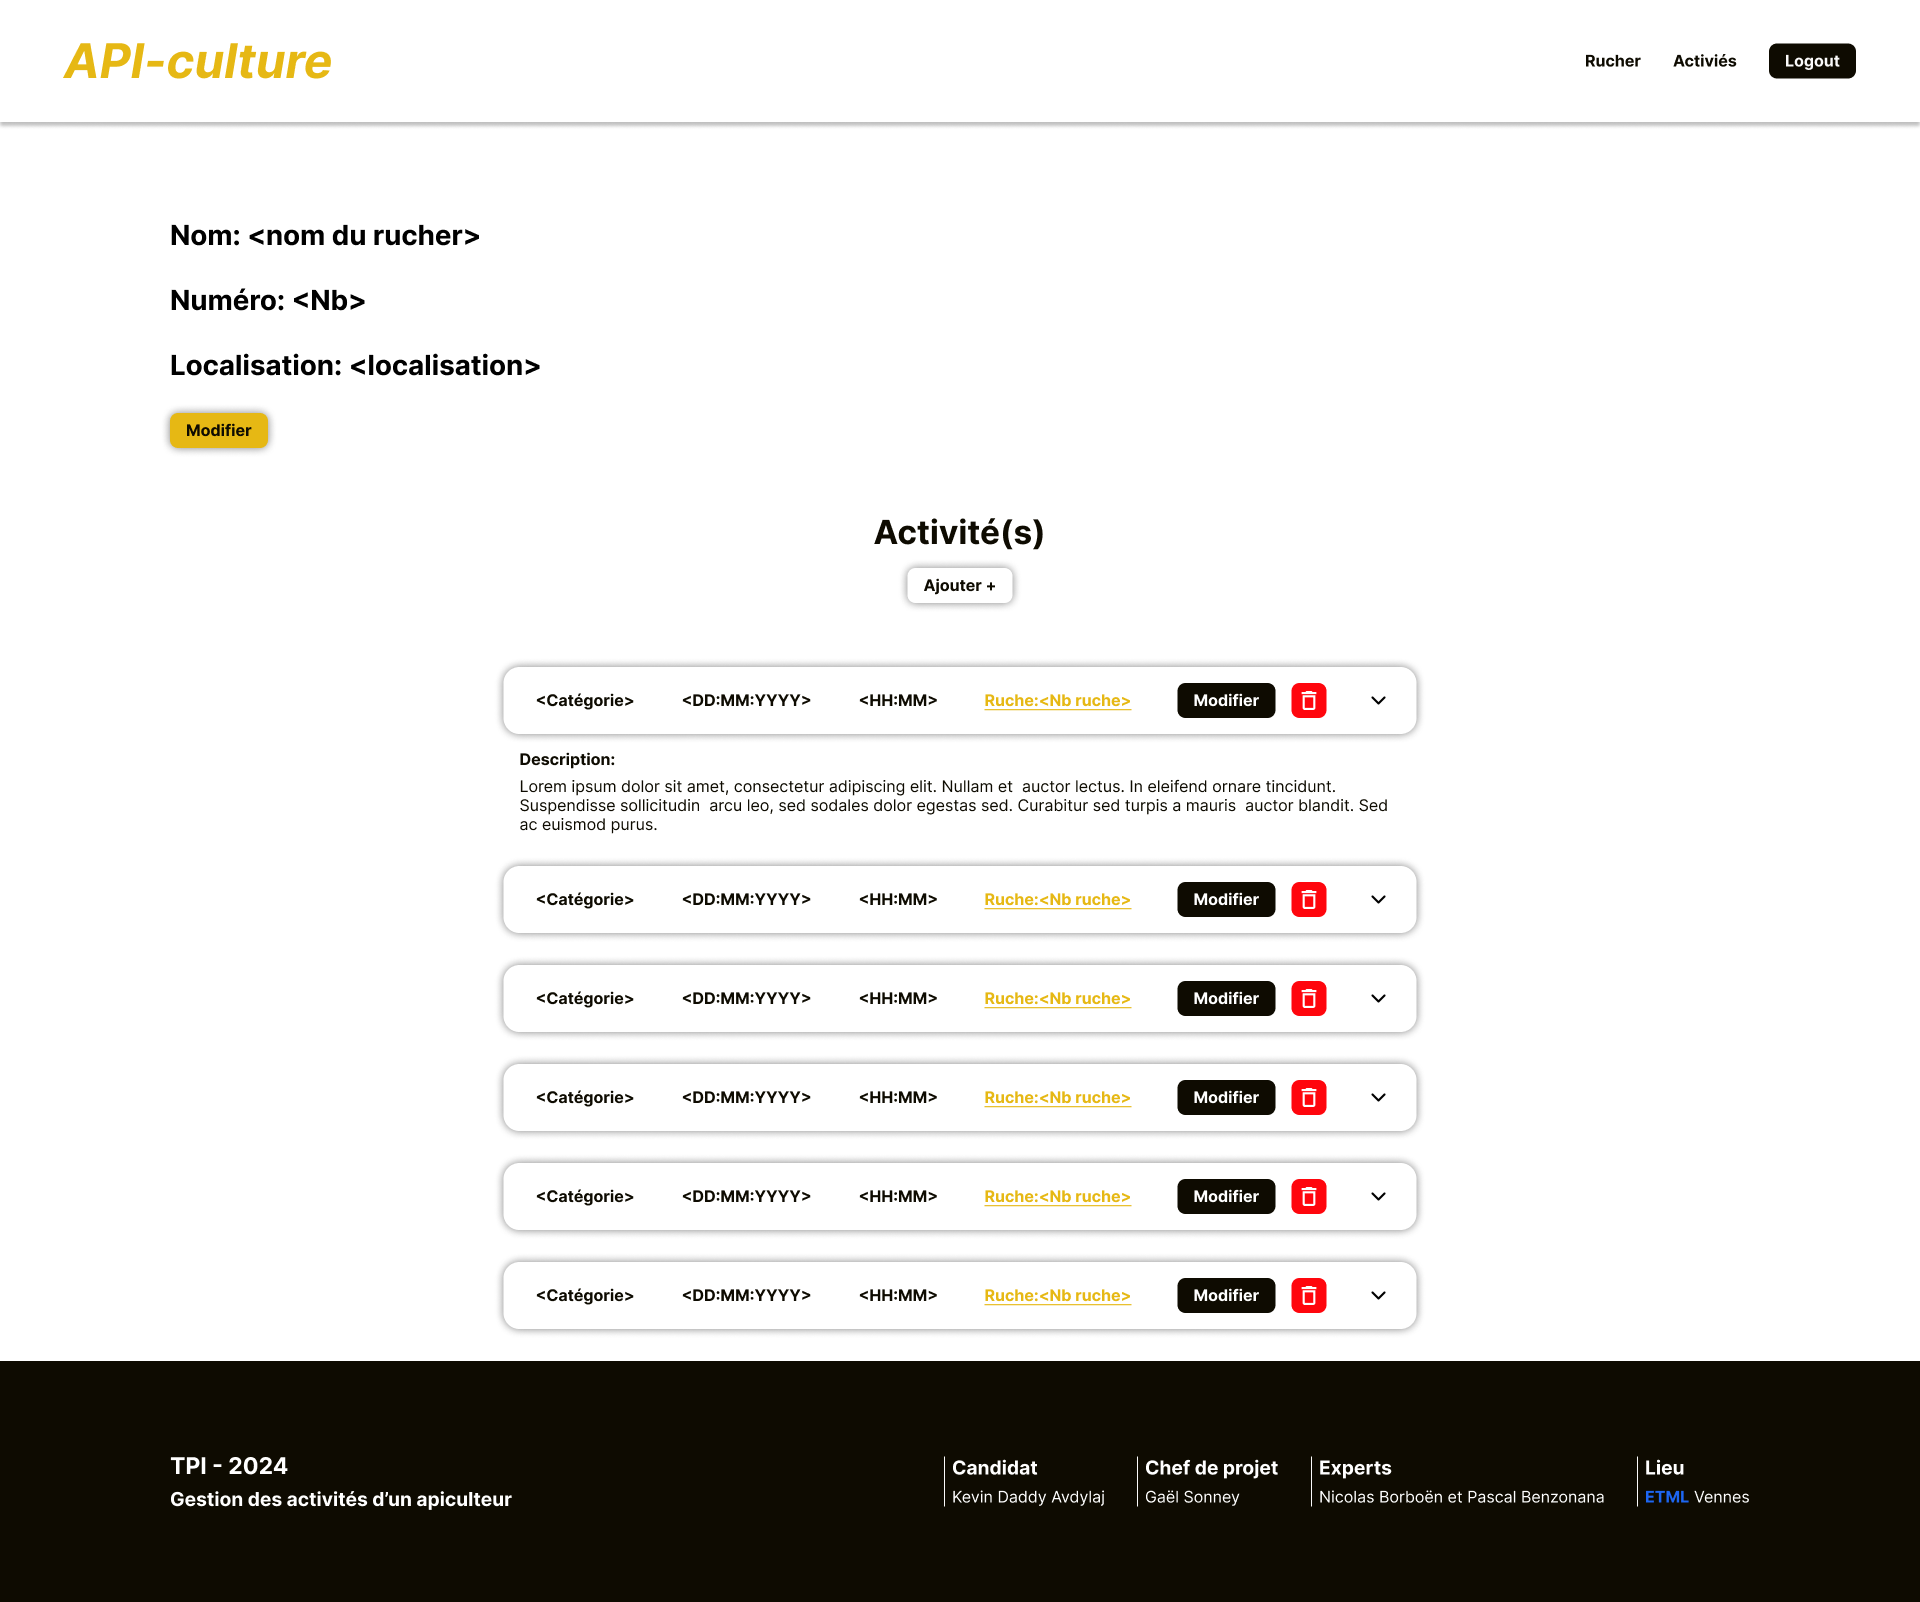 API-culture
Rucher Activiés Logout
Nom: <nom du rucher>
Numéro: <Nb>
Localisation: <localisation>
Modifier
Activité(s)
Ajouter +
<Catégorie> <DD:MM:YYYY> <HH:MM> Ruche:<Nb ruche> Modifier
Description:
Lorem ipsum dolor sit amet, consectetur adipiscing elit. Nullam et  auctor lectus. In eleifend ornare tincidunt.
Suspendisse sollicitudin  arcu leo, sed sodales dolor egestas sed. Curabitur sed turpis a mauris  auctor blandit. Sed
ac euismod purus.
<Catégorie> <DD:MM:YYYY> <HH:MM> Ruche:<Nb ruche> Modifier
<Catégorie> <DD:MM:YYYY> <HH:MM> Ruche:<Nb ruche> Modifier
<Catégorie> <DD:MM:YYYY> <HH:MM> Ruche:<Nb ruche> Modifier
<Catégorie> <DD:MM:YYYY> <HH:MM> Ruche:<Nb ruche> Modifier
<Catégorie> <DD:MM:YYYY> <HH:MM> Ruche:<Nb ruche> Modifier
TPI - 2024
Gestion des activités d’un apiculteur
Candidat
Kevin Daddy Avdylaj
Chef de projet
Gaël Sonney
Experts
Nicolas Borboën et Pascal Benzonana
Lieu
ETML Vennes